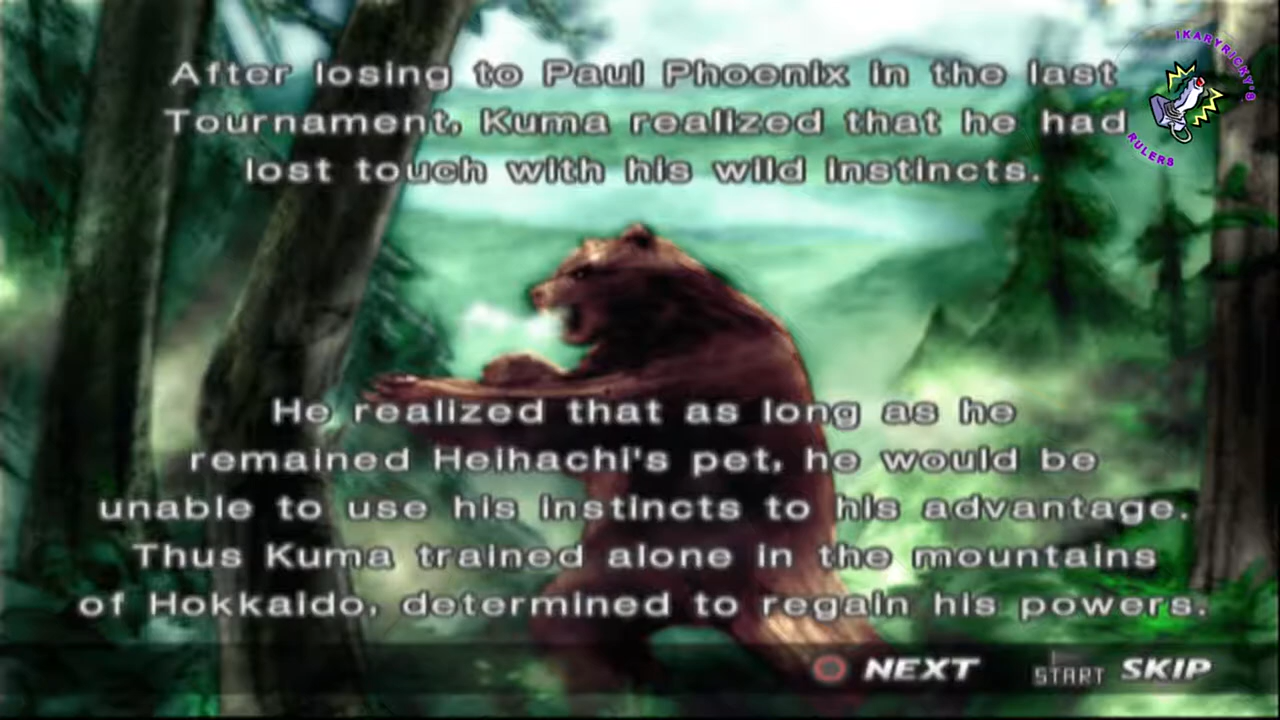 After losing to Paul Phoenix in the last
Tournament, Kuma realized that he had
lost touch with his wild instincts.
IKARYRICKY'S
RULERS
He realized that as long as he
remained Heihachi's pet, he would be
unable to use his instincts to his advantage.
Thus Kuma trained alone in the mountains
of Hokkaido, determined to regain his powers.
NEXT START SKIP